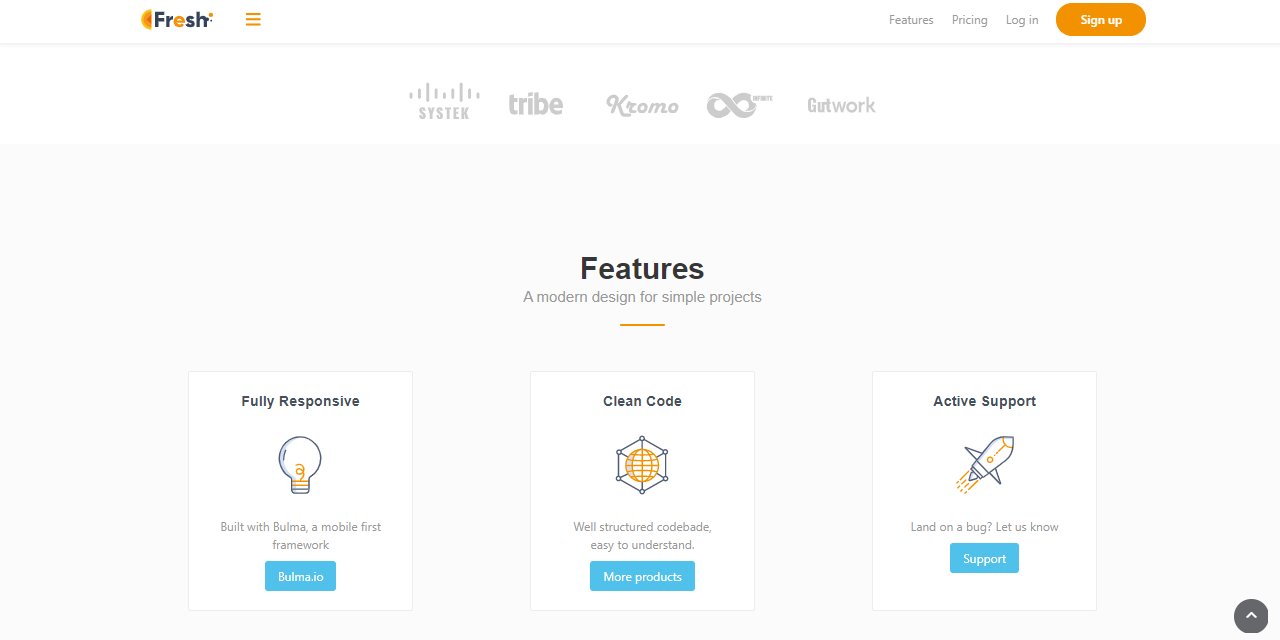 Fresh
Features
Pricing
Log in
Sign up
SYSTEK
tribe
Kromo
INFINITE
Gutwork
Features
A modern design for simple projects
Fully Responsive
Clean Code
Active Support
Built with Bulma, a mobile first
framework
Bulma.io
Well structured codebade,
easy to understand.
More products
Land on a bug? Let us know
Support